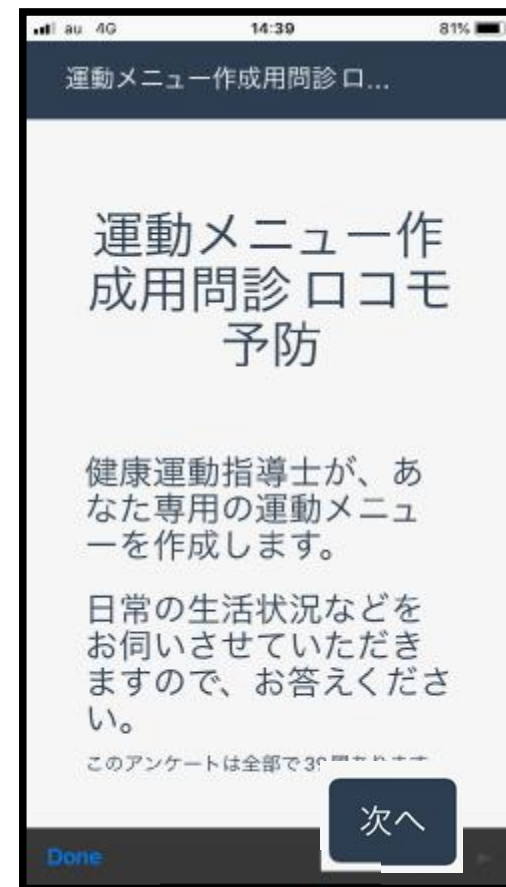 au 4G 14:39 81%
運動メニュー作成用問診 ロ...
運動メニュー作
成用問診 ロコモ
予防
健康運動指導士が、あ
なた専用の運動メニュ
ーを作成します。
日常の生活状況などを
お伺いさせていただき
ますので、お答えくださ
い。
このアンケートは全部で
次へ
Done